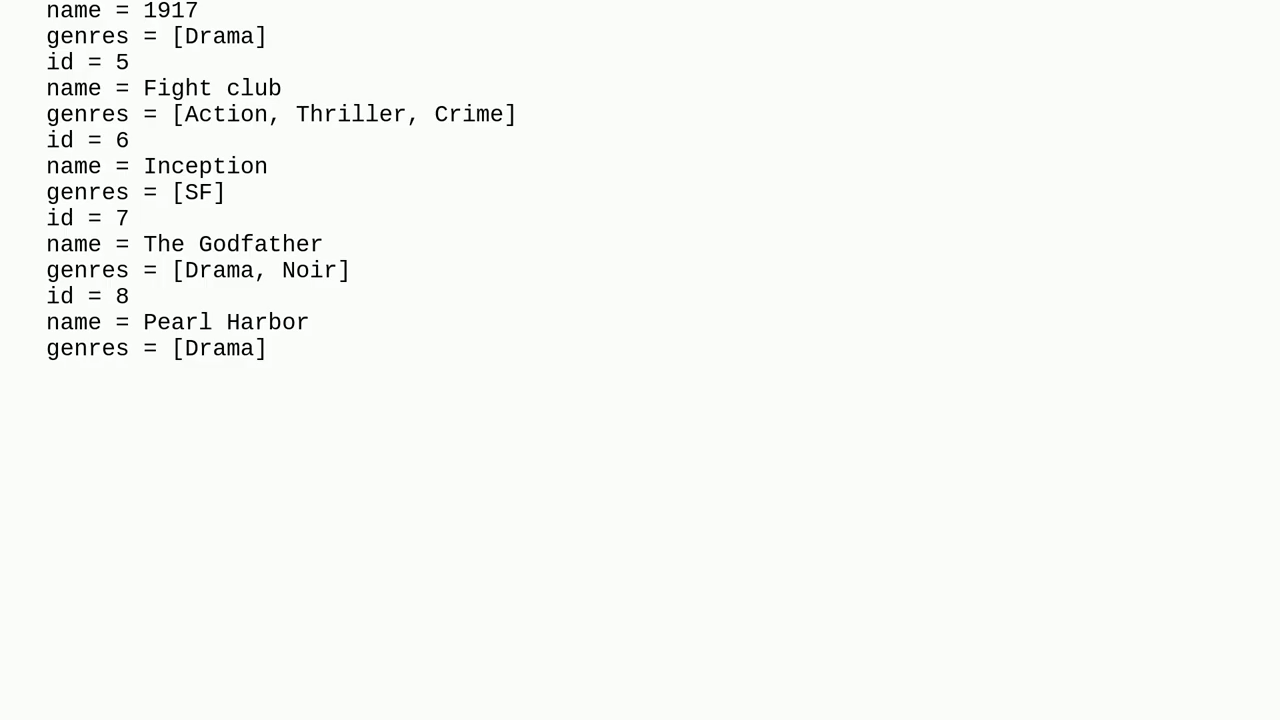 name = 1917
genres = [Drama]
id = 5
name = Fight club
genres = [Action, Thriller, Crime]
id = 6
name = Inception
genres = [SF]
id = 7
name = The Godfather
genres = [Drama, Noir]
id = 8
name = Pearl Harbor
genres = [Drama]